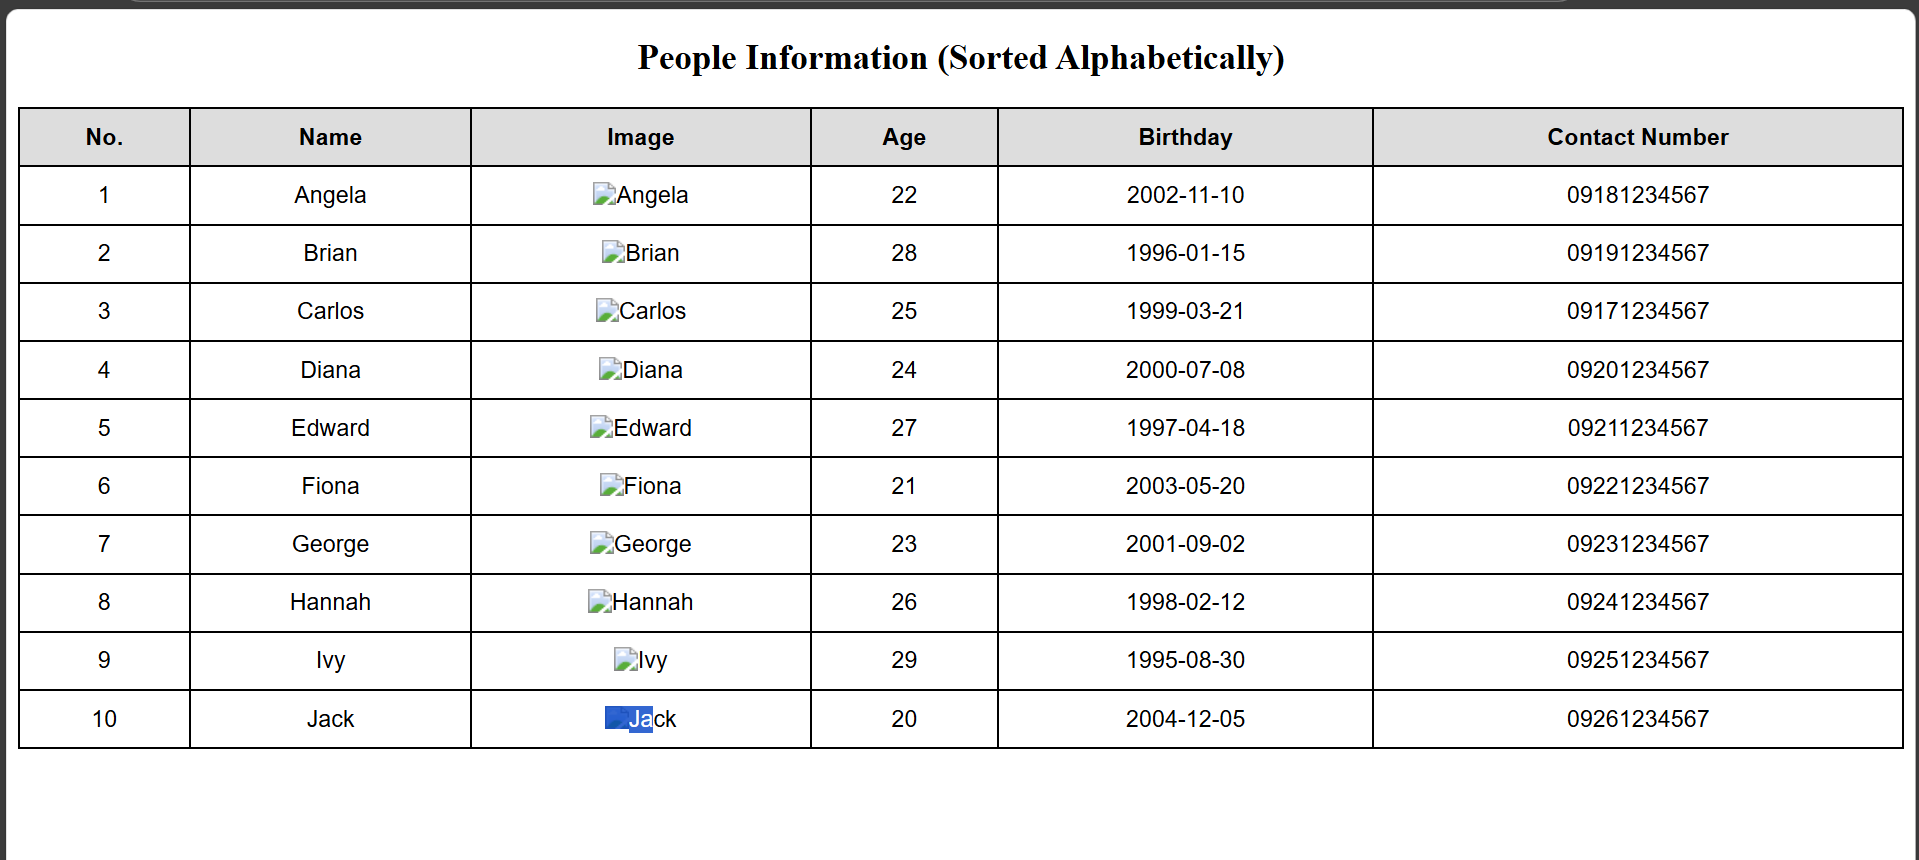 People Information (Sorted Alphabetically)
No. Name Image Age Birthday Contact Number
1 Angela Angela 22 2002-11-10 09181234567
2 Brian Brian 28 1996-01-15 09191234567
3 Carlos Carlos 25 1999-03-21 09171234567
4 Diana Diana 24 2000-07-08 09201234567
5 Edward Edward 27 1997-04-18 09211234567
6 Fiona Fiona 21 2003-05-20 09221234567
7 George George 23 2001-09-02 09231234567
8 Hannah Hannah 26 1998-02-12 09241234567
9 Ivy Ivy 29 1995-08-30 09251234567
10 Jack Jack 20 2004-12-05 09261234567